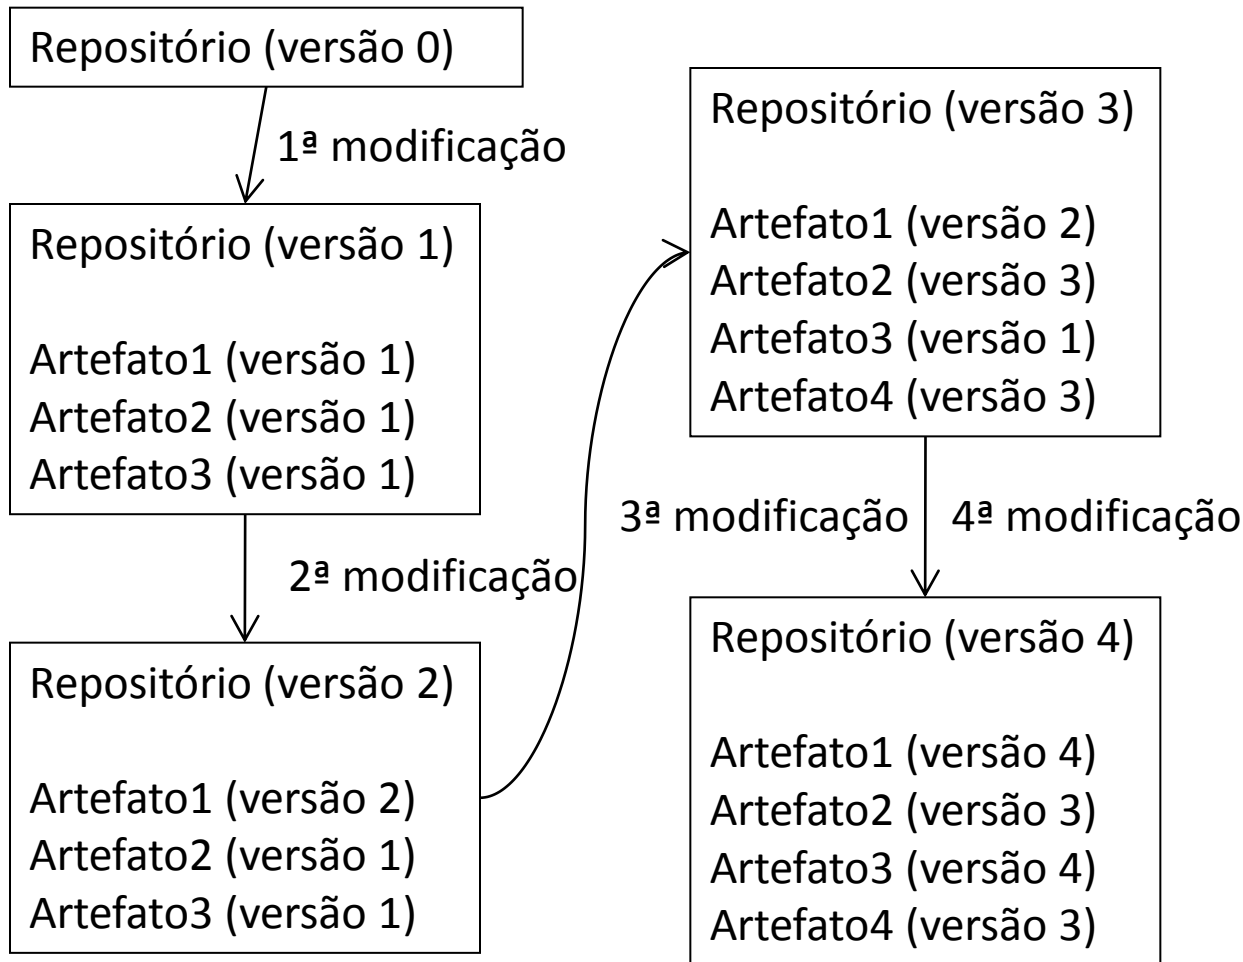 Repositório (versão 0)
1ª modificação
Repositório (versão 1)
Artefato1 (versão 1)
Artefato2 (versão 1)
Artefato3 (versão 1)
2ª modificação
Repositório (versão 2)
Artefato1 (versão 2)
Artefato2 (versão 1)
Artefato3 (versão 1)
3ª modificação
Repositório (versão 3)
Artefato1 (versão 2)
Artefato2 (versão 3)
Artefato3 (versão 1)
Artefato4 (versão 3)
4ª modificação
Repositório (versão 4)
Artefato1 (versão 4)
Artefato2 (versão 3)
Artefato3 (versão 4)
Artefato4 (versão 3)